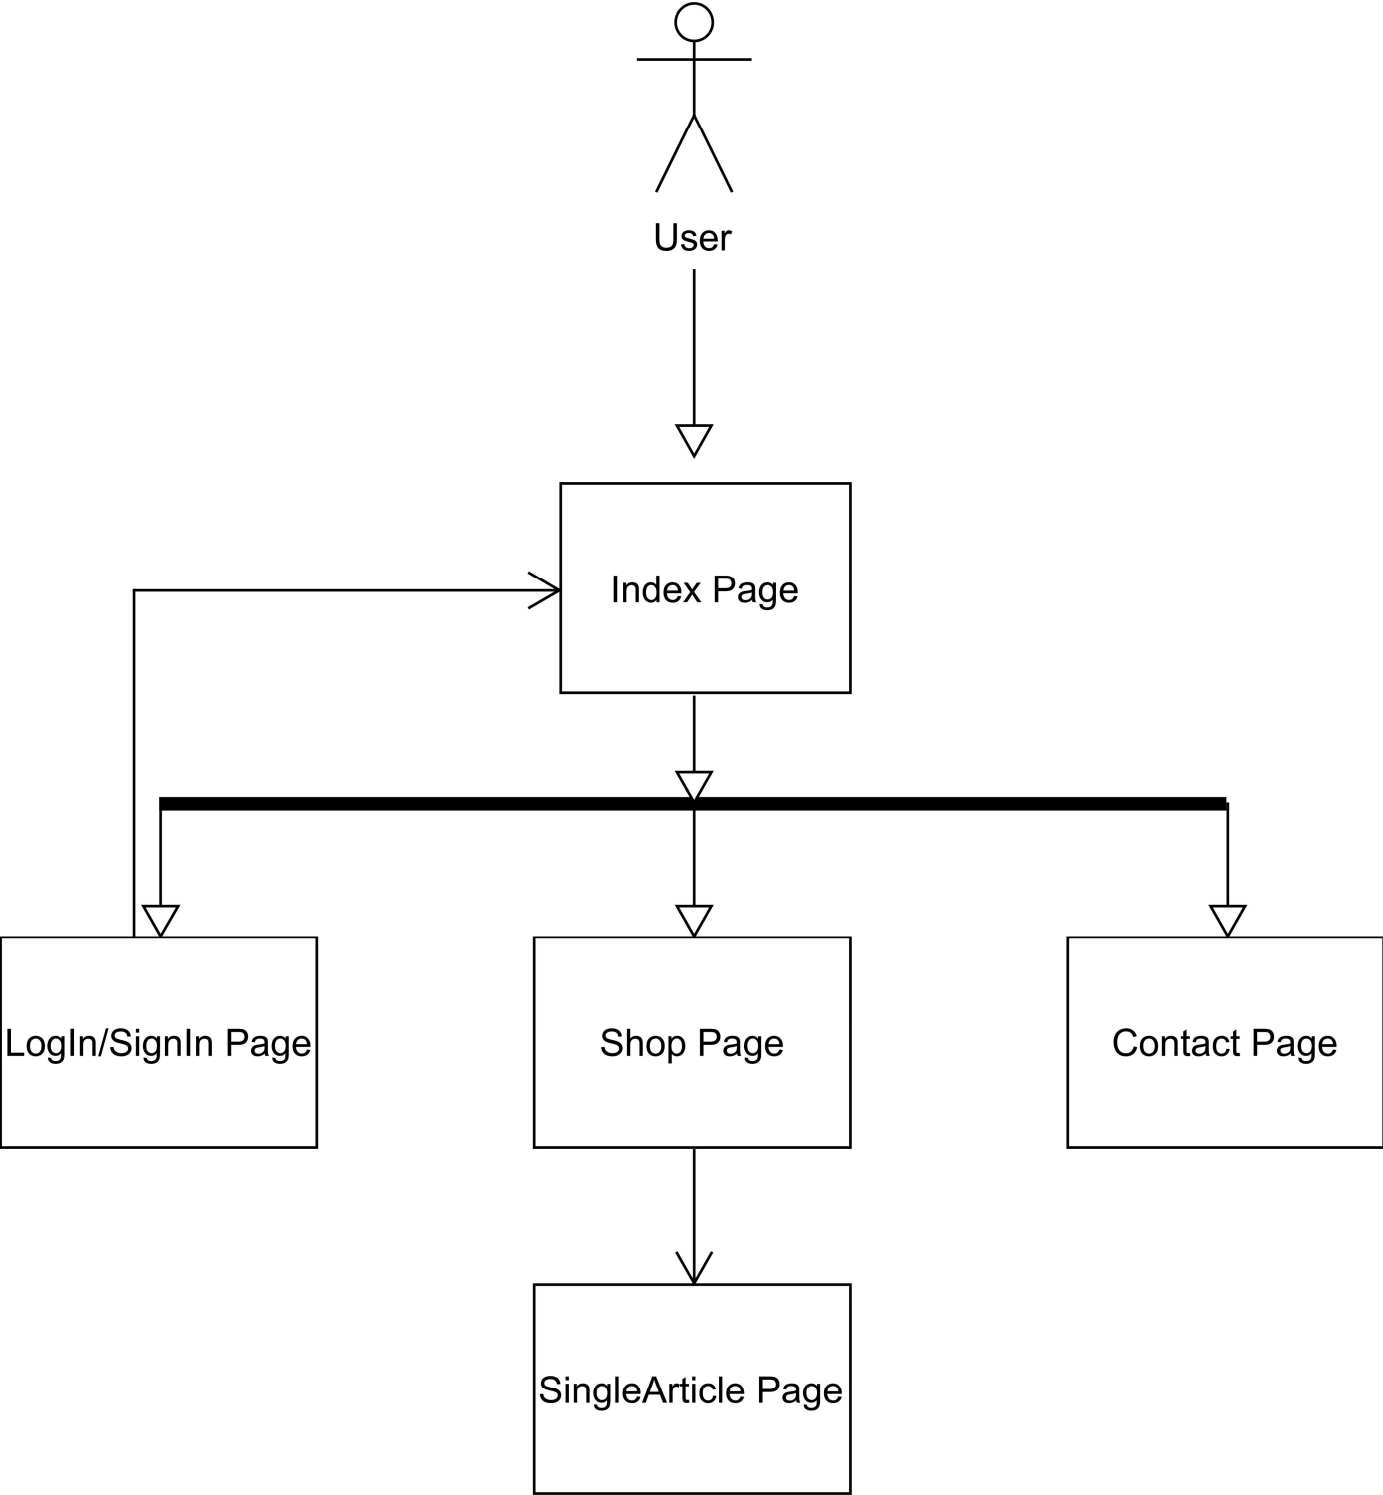 User
Index Page
LogIn/SignIn Page
Shop Page
Contact Page
SingleArticle Page